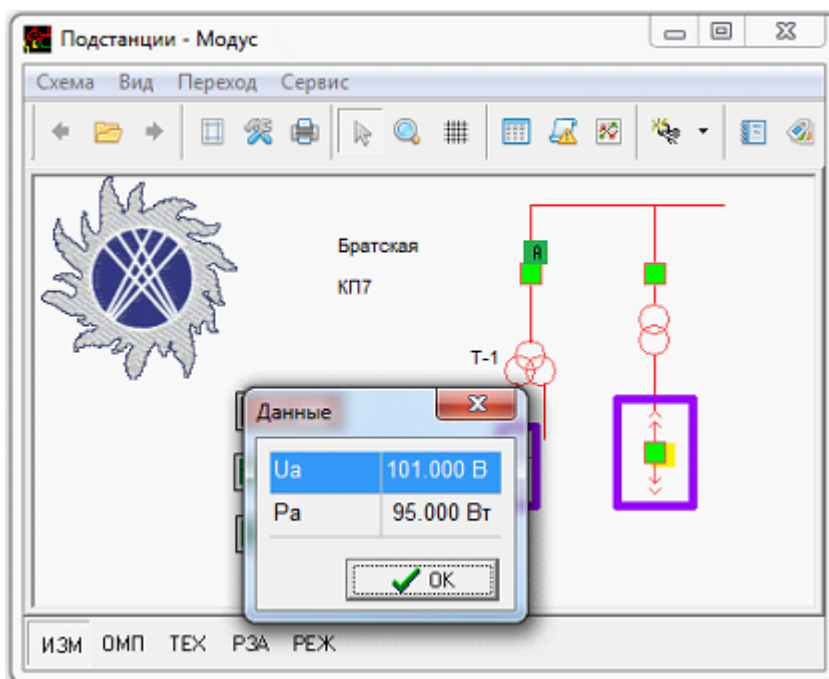 Подстанции - Модус
Схема Вид Переход Сервис
Братская
A
КП7
Т-1
Данные
Ua 101.000 В
Pa 95.000 Вт
OK
ИЗМ ОМП ТЕХ РЗА РЕЖ